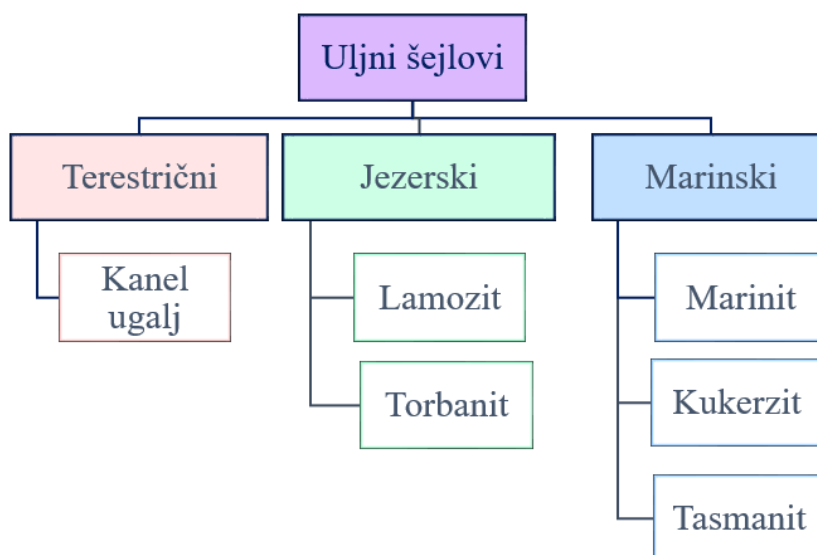 Uljni šejlovi
Terestrični
Jezerski
Marinski
Kanel
ugalj
Lamozit
Marinit
Torbanit
Kukerzit
Tasmanit